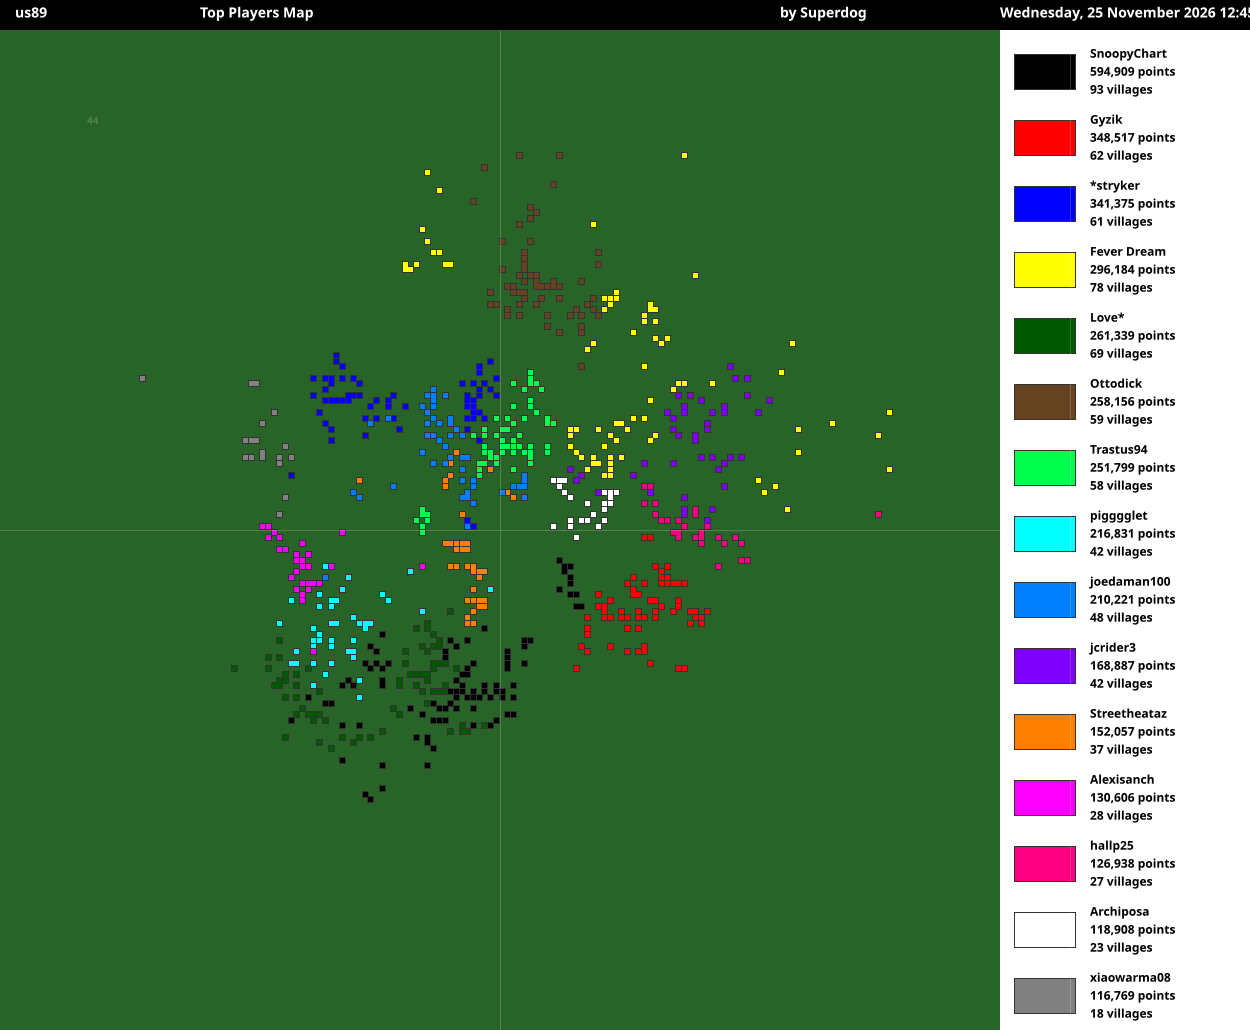 us89 Top Players Map by Superdog Wednesday, 25 November 2026 12:45
44
SnoopyChart
594,909 points
93 villages
Gyzik
348,517 points
62 villages
*stryker
341,375 points
61 villages
Fever Dream
296,184 points
78 villages
Love*
261,339 points
69 villages
Ottodick
258,156 points
59 villages
Trastus94
251,799 points
58 villages
pigggglet
216,831 points
42 villages
joedaman100
210,221 points
48 villages
jcrider3
168,887 points
42 villages
Streetheataz
152,057 points
37 villages
Alexisanch
130,606 points
28 villages
hallp25
126,938 points
27 villages
Archiposa
118,908 points
23 villages
xiaowarma08
116,769 points
18 villages